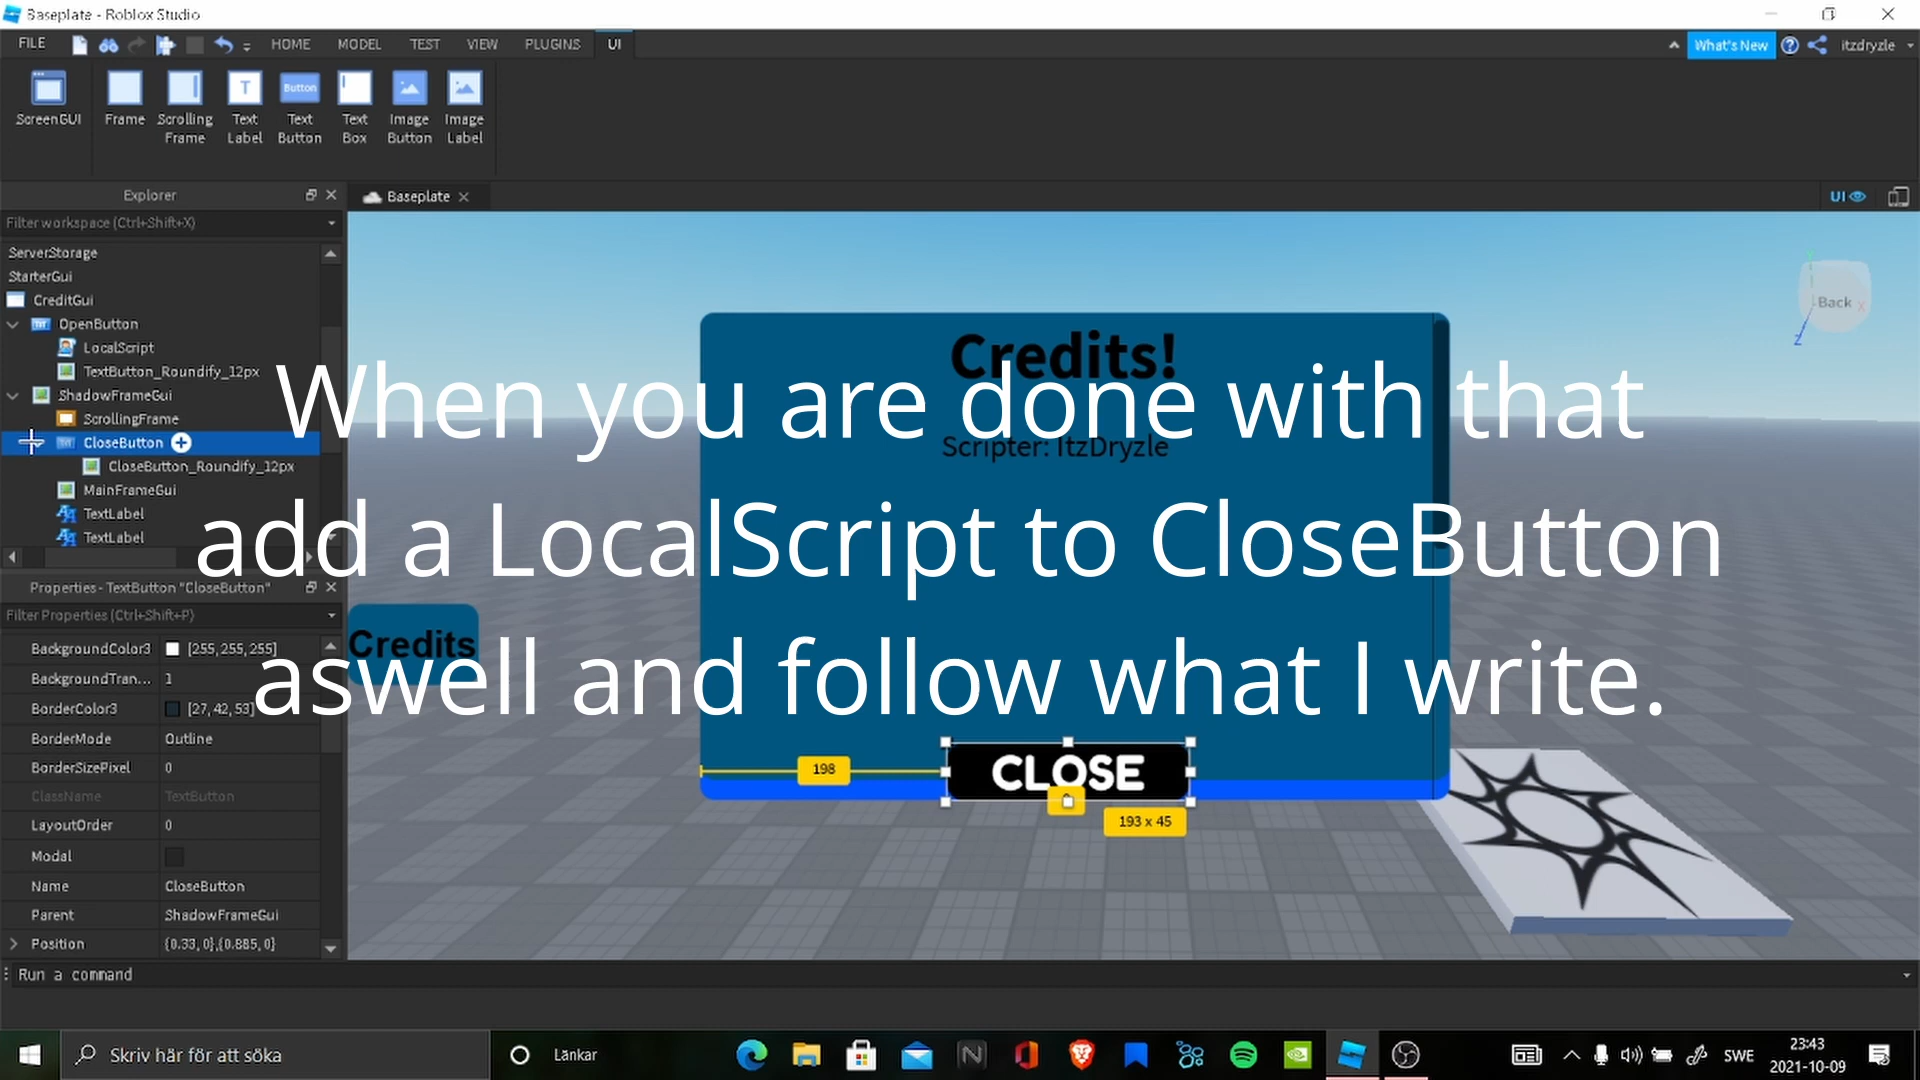 Baseplate - Roblox Studio
FILE HOME MODEL TEST VIEW PLUGINS UI What's New itzdryzle
ScreenGUI Frame Scrolling Frame Text Label Text Button Text Box Image Button Image Label
Button
Explorer
Baseplate
UI
Filter workspace (Ctrl+Shift+X)
ServerStorage
StarterGui
CreditGui
OpenButton
LocalScript
TextButton_Roundify_12px
ShadowFrameGui
ScrollingFrame
CloseButton
CloseButton_Roundify_12px
MainFrameGui
TextLabel
TextLabel
Back
X
Z
Credits!
Scripter: ItzDryzle
When you are done with that
add a LocalScript to CloseButton
aswell and follow what I write.
Properties - TextButton "CloseButton"
Filter Properties (Ctrl+Shift+P)
BackgroundColor3 [255, 255, 255]
BackgroundTran... 1
BorderColor3 [27, 42, 53]
BorderMode Outline
BorderSizePixel 0
ClassName TextButton
LayoutOrder 0
Modal
Name CloseButton
Parent ShadowFrameGui
Position {0.33, 0},{0.885, 0}
Credits
198
CLOSE
193 x 45
Run a command
Skriv här för att söka
Länkar
SWE
23:43
2021-10-09